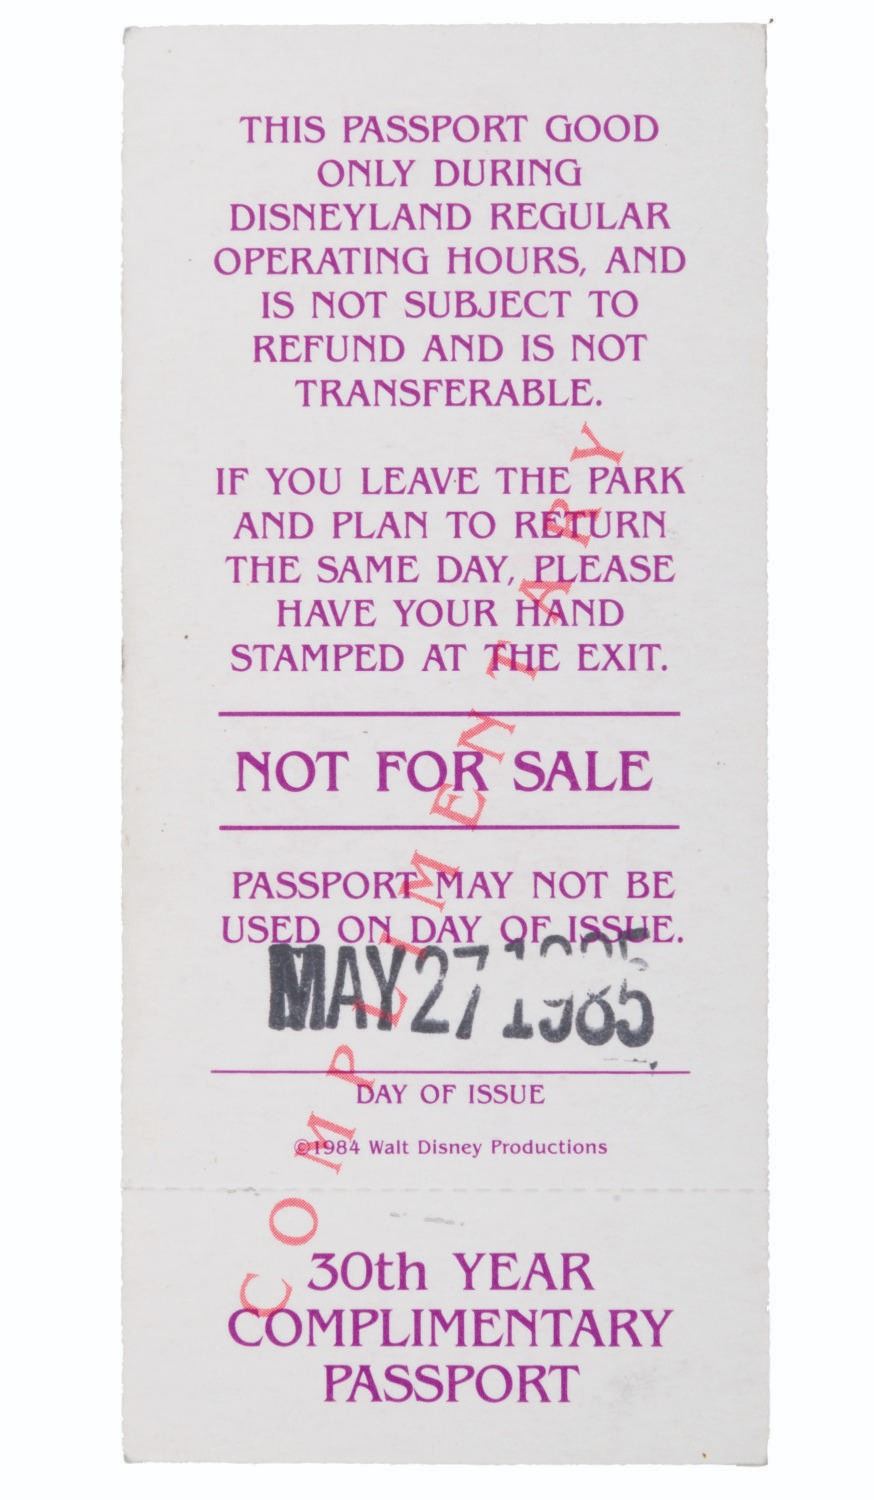 THIS PASSPORT GOOD
ONLY DURING
DISNEYLAND REGULAR
OPERATING HOURS, AND
IS NOT SUBJECT TO
REFUND AND IS NOT
TRANSFERABLE.
IF YOU LEAVE THE PARK
AND PLAN TO RETURN
THE SAME DAY, PLEASE
HAVE YOUR HAND
STAMPED AT THE EXIT.
NOT FOR SALE
PASSPORT MAY NOT BE
USED ON DAY OF ISSUE.
MAY 27 1985
DAY OF ISSUE
©1984 Walt Disney Productions
COMPLIMENTARY
30th YEAR
COMPLIMENTARY
PASSPORT